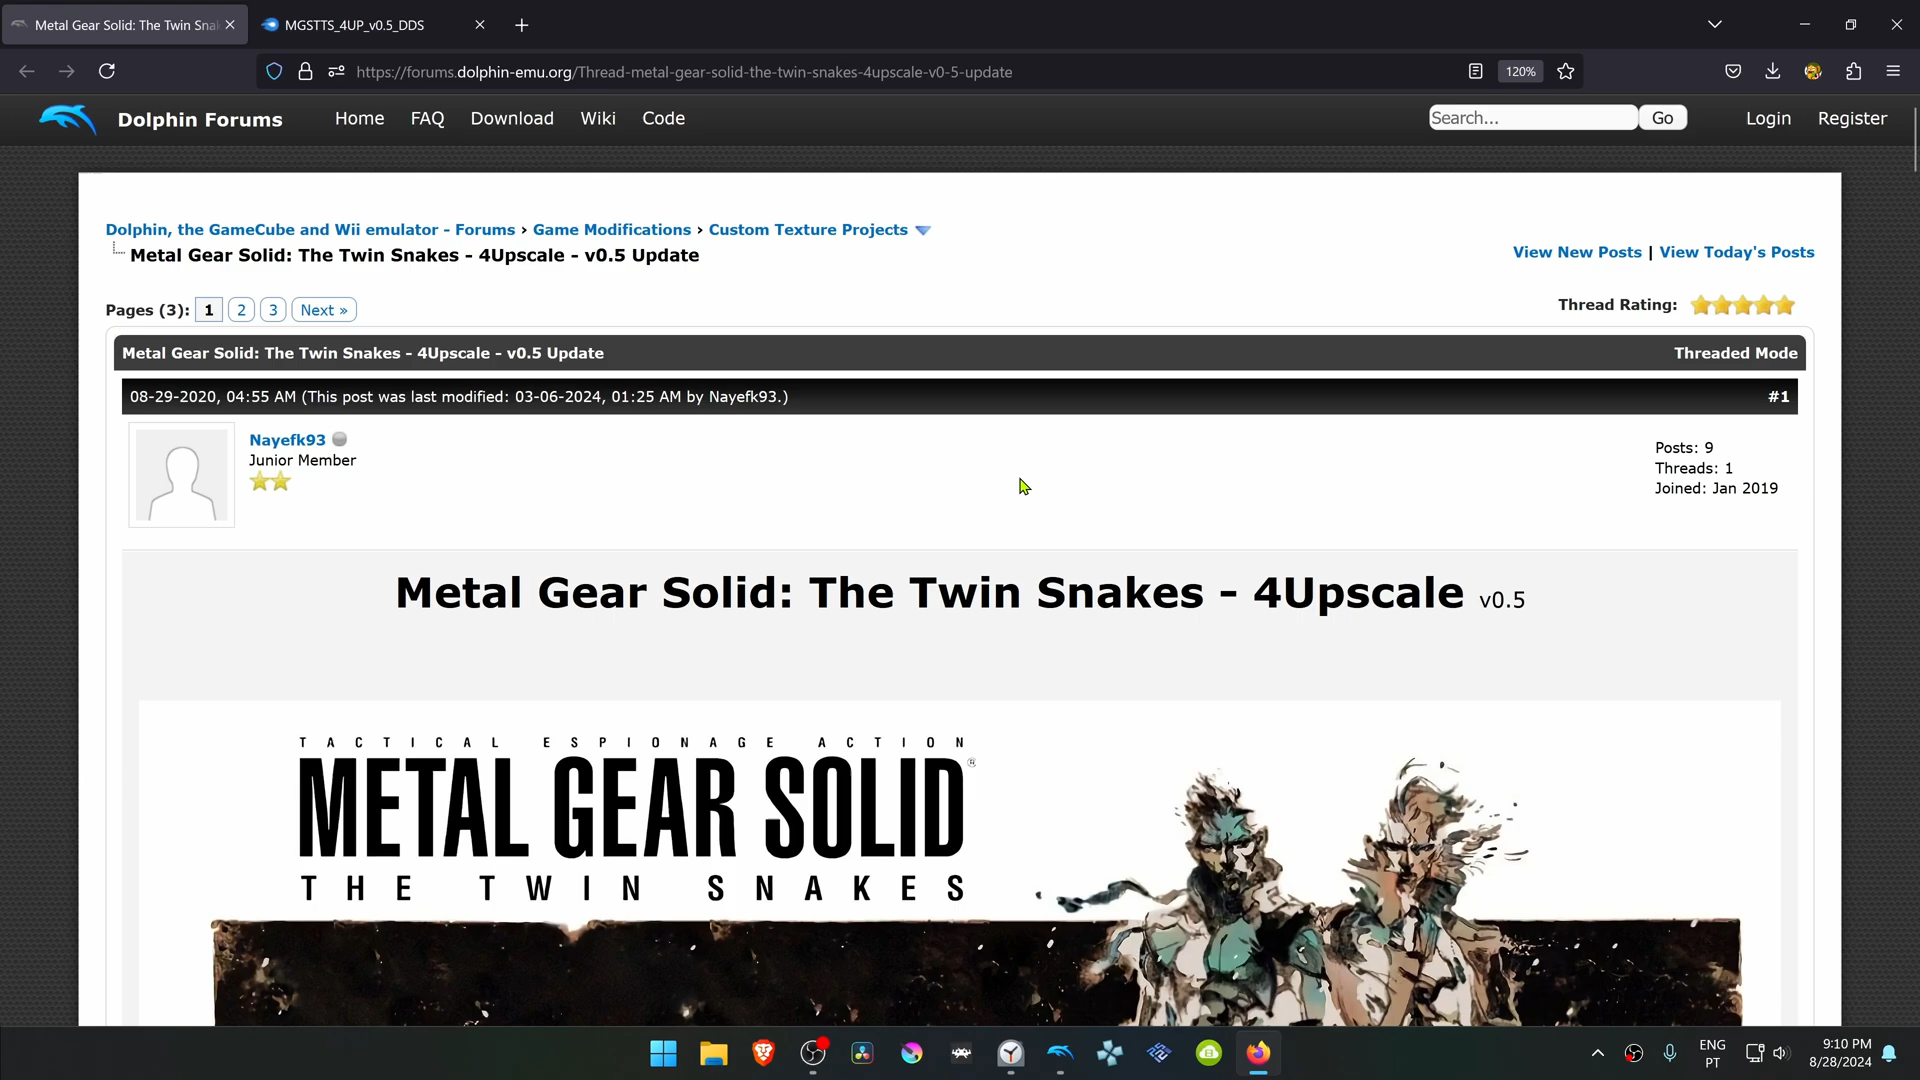 Metal Gear Solid: The Twin Sna
MGSTTS_4UP_v0.5_DDS
https://forums.dolphin-emu.org/Thread-metal-gear-solid-the-twin-snakes-4upscale-v0-5-update
120%
Dolphin Forums
Home
FAQ
Download
Wiki
Code
Search...
Go
Login
Register
Dolphin, the GameCube and Wii emulator - Forums › Game Modifications › Custom Texture Projects
Metal Gear Solid: The Twin Snakes - 4Upscale - v0.5 Update
View New Posts | View Today's Posts
Pages (3): 1 2 3 Next »
Thread Rating:
Metal Gear Solid: The Twin Snakes - 4Upscale - v0.5 Update
Threaded Mode
08-29-2020, 04:55 AM (This post was last modified: 03-06-2024, 01:25 AM by Nayefk93.)
#1
Nayefk93
Junior Member
Posts: 9
Threads: 1
Joined: Jan 2019
Metal Gear Solid: The Twin Snakes - 4Upscale v0.5
TACTICAL ESPIONAGE ACTION
METAL GEAR SOLID®
THE TWIN SNAKES
ENG
PT
9:10 PM
8/28/2024